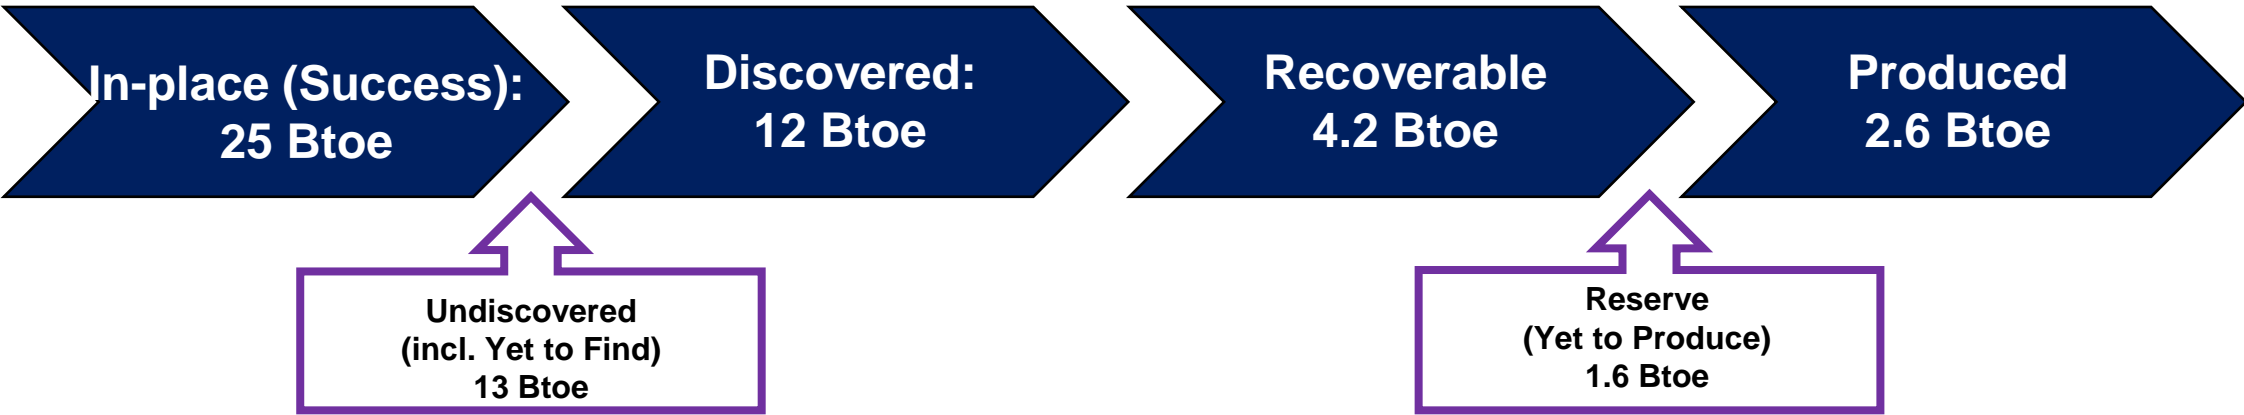 In-place (Success):
25 Btoe
Discovered:
12 Btoe
Recoverable
4.2 Btoe
Produced
2.6 Btoe
Undiscovered
(incl. Yet to Find)
13 Btoe
Reserve
(Yet to Produce)
1.6 Btoe